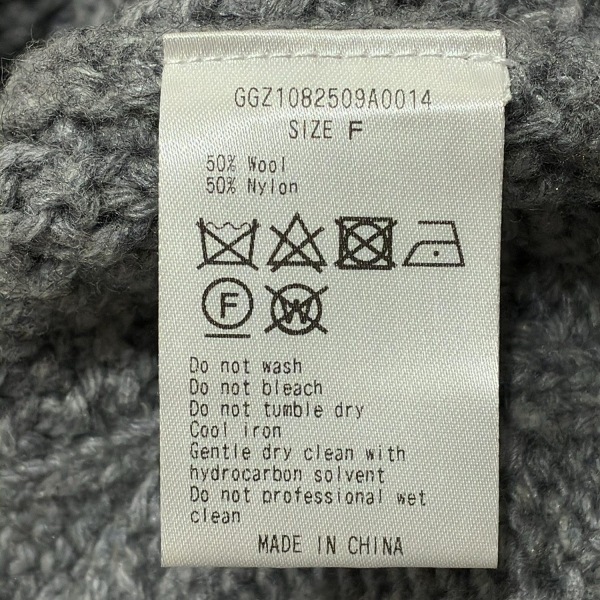 GGZ1082509A0014
SIZE F
50% Wool
50% Nylon
F W
Do not wash
Do not bleach
Do not tumble dry
Cool iron
Gentle dry clean with
hydrocarbon solvent
Do not professional wet
clean
MADE IN CHINA